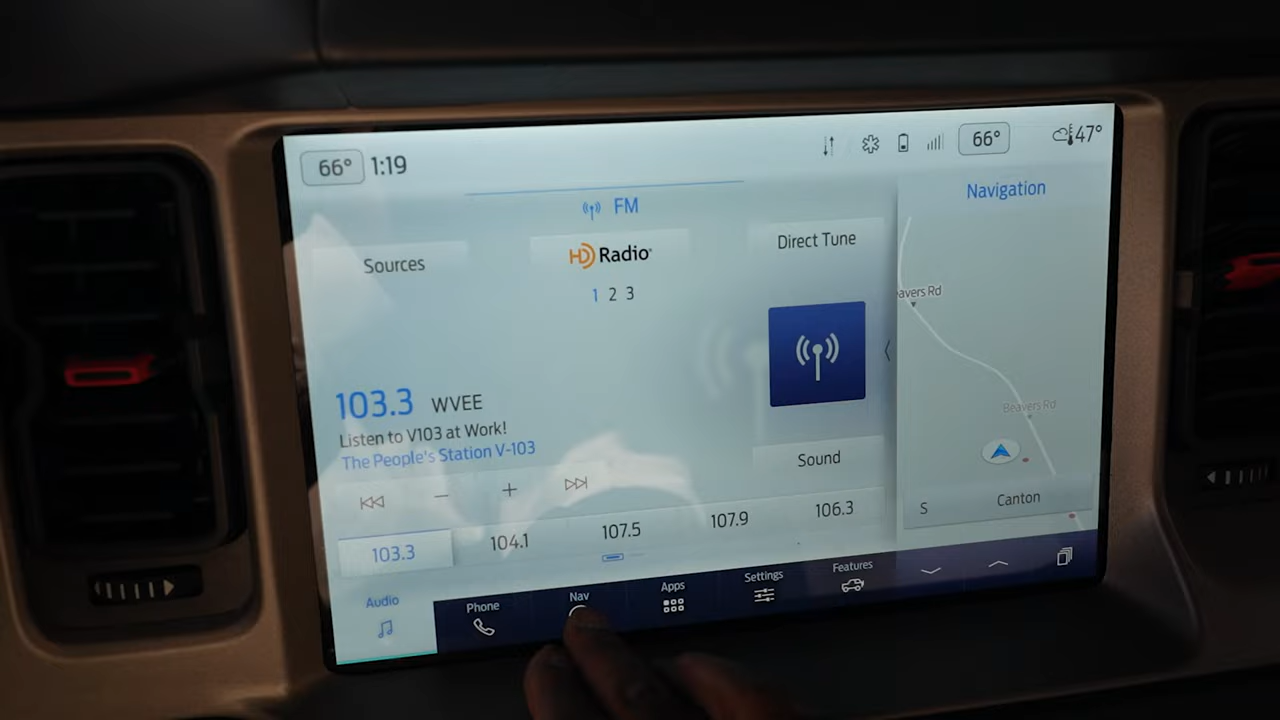 66° 1:19
66° 47°
FM
Navigation
Sources
HD Radio
Direct Tune
1 2 3
eavers Rd
Beavers Rd
103.3 WVEE
Listen to V103 at Work!
The People's Station V-103
Sound
S Canton
103.3 104.1 107.5 107.9 106.3
Audio Phone Nav Apps Settings Features